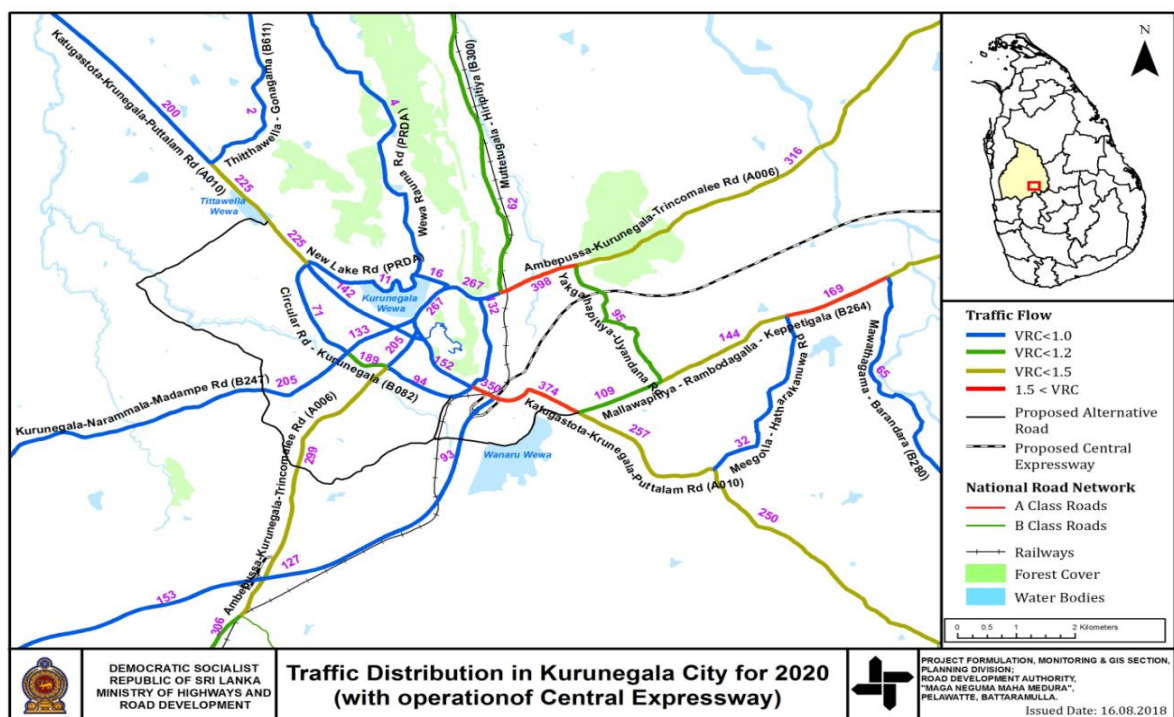 Katugastota-Krunegala-Puttalam Rd (A010)
200
2
Thitthawella - Gonagama (B611)
4
Wewa Rauma Rd (PRDA)
Muttetugala - Hiripitiya (B300)
62
316
Ambepussa-Kurunegala-Trincomalee Rd (A006)
225
Tittawella
Wewa
225
New Lake Rd (PRDA)
11
16
267
398
142
Kurunegala
Wewa
267
132
71
Circular Rd - Kurunegala (B082)
133
205
189
152
94
Yakgalhapitiya-Uyandana Rd
95
169
144
Mallawapitiya - Rambodagalla - Keppetigala (B264)
109
350
374
205
Kurunegala-Narammala-Madampe Rd (B247)
Ambepussa-Kurunegala-Trincomalee Rd (A006)
299
93
Wanaru Wewa
Katugastota-Krunegala-Puttalam Rd (A010)
257
Meegolla - Hatharakanuwa Rd
32
Mawathagama - Barandara (B280)
65
250
127
153
306
N
Traffic Flow
VRC<1.0
VRC<1.2
VRC<1.5
1.5 < VRC
Proposed Alternative
Road
Proposed Central
Expressway
National Road Network
A Class Roads
B Class Roads
Railways
Forest Cover
Water Bodies
0 0.5 1 2 Kilometers
DEMOCRATIC SOCIALIST
REPUBLIC OF SRI LANKA
MINISTRY OF HIGHWAYS AND
ROAD DEVELOPMENT
Traffic Distribution in Kurunegala City for 2020
(with operationof Central Expressway)
PROJECT FORMULATION, MONITORING & GIS SECTION,
PLANNING DIVISION;
ROAD DEVELOPMENT AUTHORITY,
"MAGA NEGUMA MAHA MEDURA",
PELAWATTE, BATTARAMULLA.
Issued Date: 16.08.2018